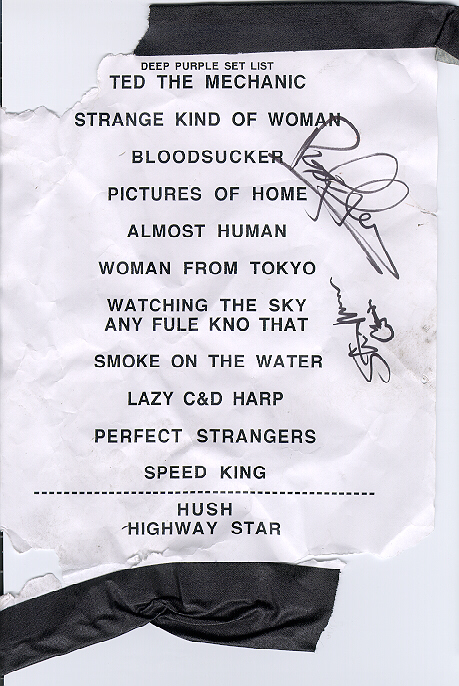 DEEP PURPLE SET LIST
TED THE MECHANIC
STRANGE KIND OF WOMAN
BLOODSUCKER
PICTURES OF HOME
ALMOST HUMAN
WOMAN FROM TOKYO
WATCHING THE SKY
ANY FULE KNO THAT
SMOKE ON THE WATER
LAZY C&D HARP
PERFECT STRANGERS
SPEED KING
HUSH
HIGHWAY STAR